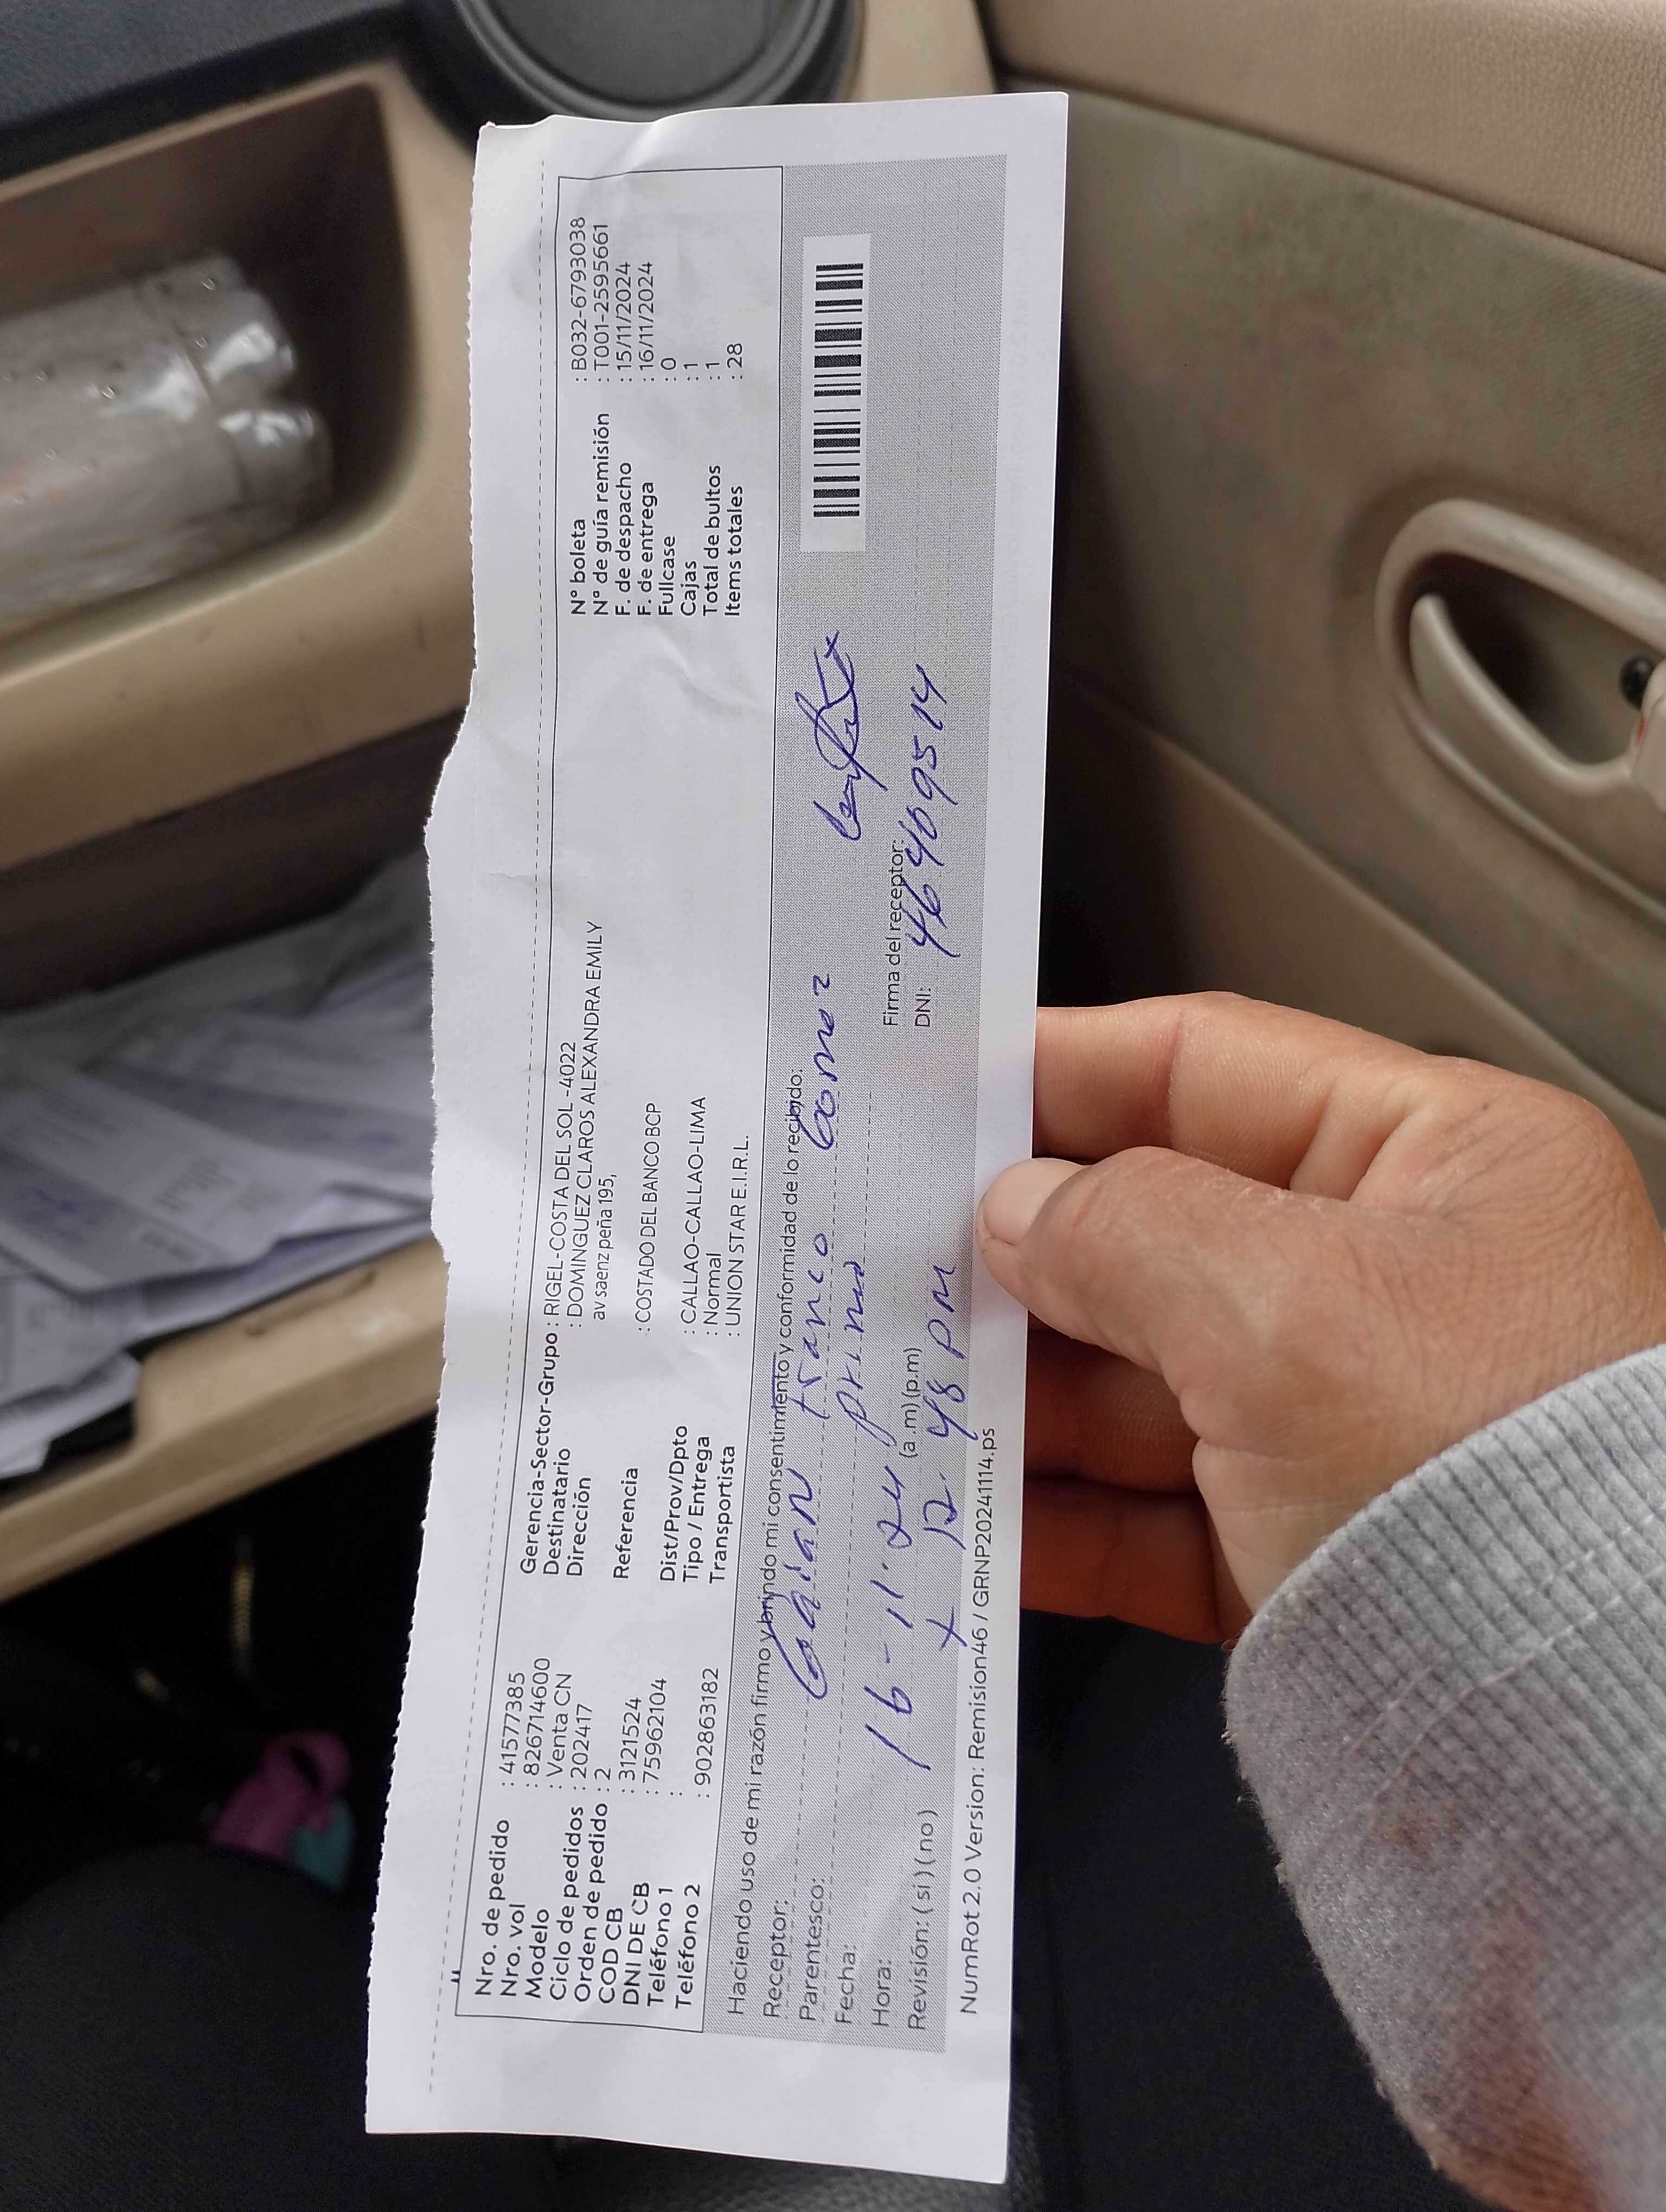 Nro. de pedido : 41577385
Nro. vol : 826714600
Modelo : Venta CN
Ciclo de pedidos : 202417
Orden de pedido : 2
COD CB : 3121524
DNI DE CB : 75962104
Teléfono 1 :
Teléfono 2 : 902863182
Gerencia-Sector-Grupo : RIGEL-COSTA DEL SOL -4022
Destinatario : DOMINGUEZ CLAROS ALEXANDRA EMILY
Dirección av saenz peña 195,
Referencia : COSTADO DEL BANCO BCP
Dist/Prov/Dpto : CALLAO-CALLAO-LIMA
Tipo / Entrega : Normal
Transportista : UNION STAR E.I.R.L.
N° boleta : B032-6793038
N° de guía remisión : T001-2595661
F. de despacho : 15/11/2024
F. de entrega : 16/11/2024
Fullcase : 0
Cajas : 1
Total de bultos : 1
Items totales : 28
Haciendo uso de mi razón firmo y brindo mi consentimiento y conformidad de lo recibido:
Receptor: franco Gomez
Parentesco: primo
Fecha: 16-11-24
Hora: (a.m)(p.m) 12.48 pm
Revisión: ( si ) ( no )
Firma del receptor:
DNI: 46409514
NumRot 2.0 Version: Remision46 / GRNP20241114.ps